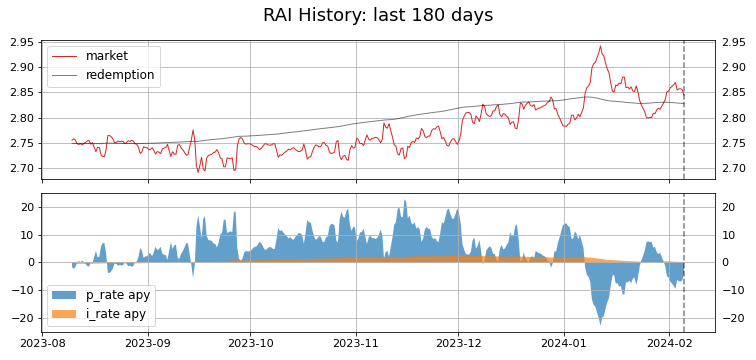 RAI History: last 180 days
2.95 2.95
market
2.90 2.90
redemption
2.85 2.85
2.80 2.80
2.75 2.75
2.70 2.70
20 20
10 10
0 0
−10 −10
p_rate apy
i_rate apy
−20 −20
2023-08 2023-09 2023-10 2023-11 2023-12 2024-01 2024-02